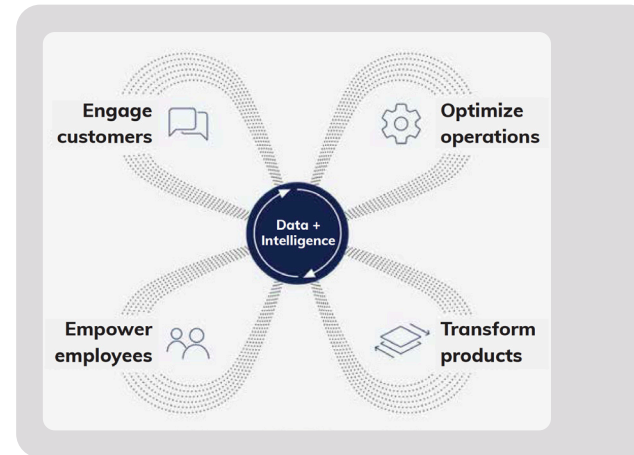 Engage
customers
Optimize
operations
Data +
Intelligence
Empower
employees
Transform
products